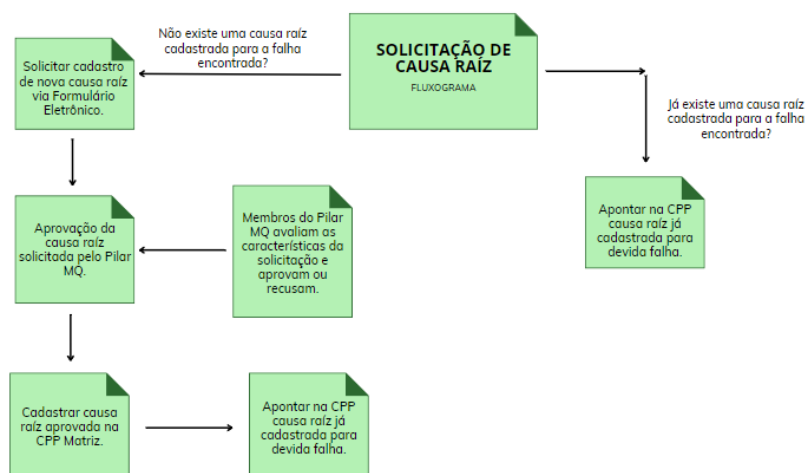 Não existe uma causa raíz
cadastrada para a falha
encontrada?
SOLICITAÇÃO DE
CAUSA RAÍZ
FLUXOGRAMA
Solicitar cadastro
de nova causa raíz
via Formulário
Eletrônico.
Já existe uma causa raíz
cadastrada para a falha
encontrada?
Aprovação da
causa raíz
solicitada pelo Pilar
MQ.
Membros do Pilar
MQ avaliam as
características da
solicitação e
aprovam ou
recusam.
Apontar na CPP
causa raíz já
cadastrada para
devida falha.
Cadastrar causa
raíz aprovada na
CPP Matriz.
Apontar na CPP
causa raíz já
cadastrada para
devida falha.